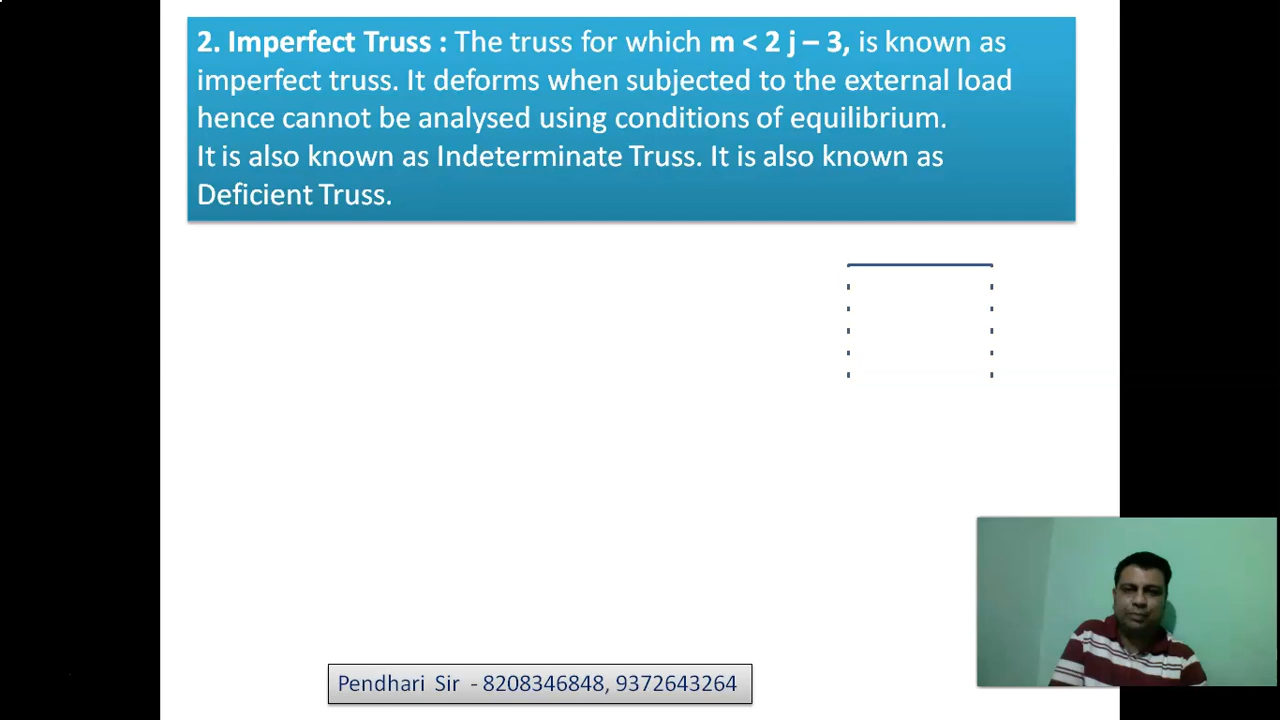 2. Imperfect Truss : The truss for which m < 2 j – 3, is known as
imperfect truss. It deforms when subjected to the external load
hence cannot be analysed using conditions of equilibrium.
It is also known as Indeterminate Truss. It is also known as
Deficient Truss.
Pendhari Sir - 8208346848, 9372643264